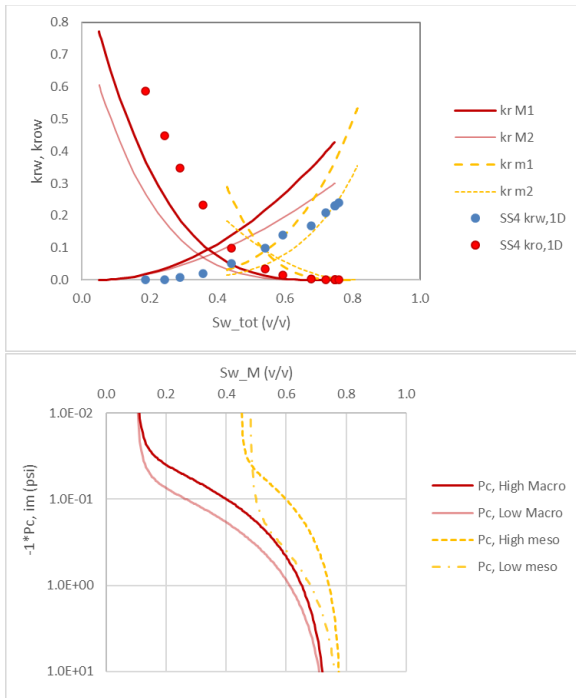 0.8
0.7
0.6
0.5
0.4
0.3
0.2
0.1
0.0
krw, krow
0.0 0.2 0.4 0.6 0.8 1.0
Sw_tot (v/v)
kr M1
kr M2
kr m1
kr m2
SS4 krw,1D
SS4 kro,1D
Sw_M (v/v)
0.0 0.2 0.4 0.6 0.8 1.0
1.0E-02
1.0E-01
1.0E+00
1.0E+01
-1*Pc, im (psi)
Pc, High Macro
Pc, Low Macro
Pc, High meso
Pc, Low meso